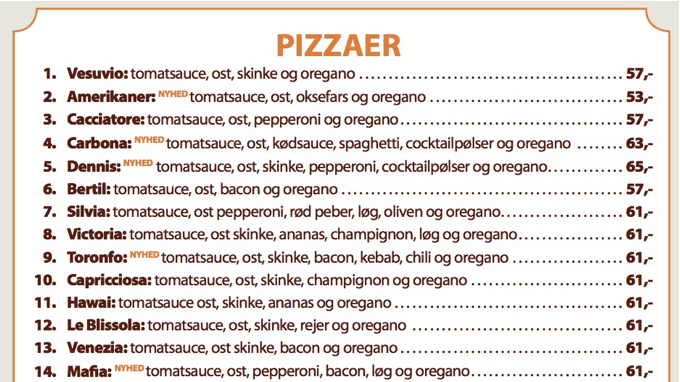 PIZZAER
1. Vesuvio: tomatsauce, ost, skinke og oregano ........................................ 57,-
2. Amerikaner: NYHED tomatsauce, ost, oksefars og oregano ............................. 53,-
3. Cacciatore: tomatsauce, ost, pepperoni og oregano.................................. 57,-
4. Carbona: NYHED tomatsauce, ost, kødsauce, spaghetti, cocktailpølser og oregano ....... 63,-
5. Dennis: NYHED tomatsauce, ost, skinke, pepperoni, cocktailpølser og oregano............ 65,-
6. Bertil: tomatsauce, ost, bacon og oregano ........................................... 57,-
7. Silvia: tomatsauce, ost pepperoni, rød peber, løg, oliven og oregano.................. 61,-
8. Victoria: tomatsauce, ost skinke, ananas, champignon, løg og oregano................ 61,-
9. Toronfo: NYHED tomatsauce, ost, skinke, bacon, kebab, chili og oregano ................. 61,-
10. Capricciosa: tomatsauce, ost, skinke, champignon og oregano ....................... 61,-
11. Hawai: tomatsauce ost, skinke, ananas og oregano ................................... 61,-
12. Le Blissola: tomatsauce, ost, skinke, rejer og oregano ................................ 61,-
13. Venezia: tomatsauce, ost skinke, bacon og oregano .................................. 61,-
14. Mafia: NYHED tomatsauce, ost, pepperoni, bacon, løg og oregano....................... 61,-